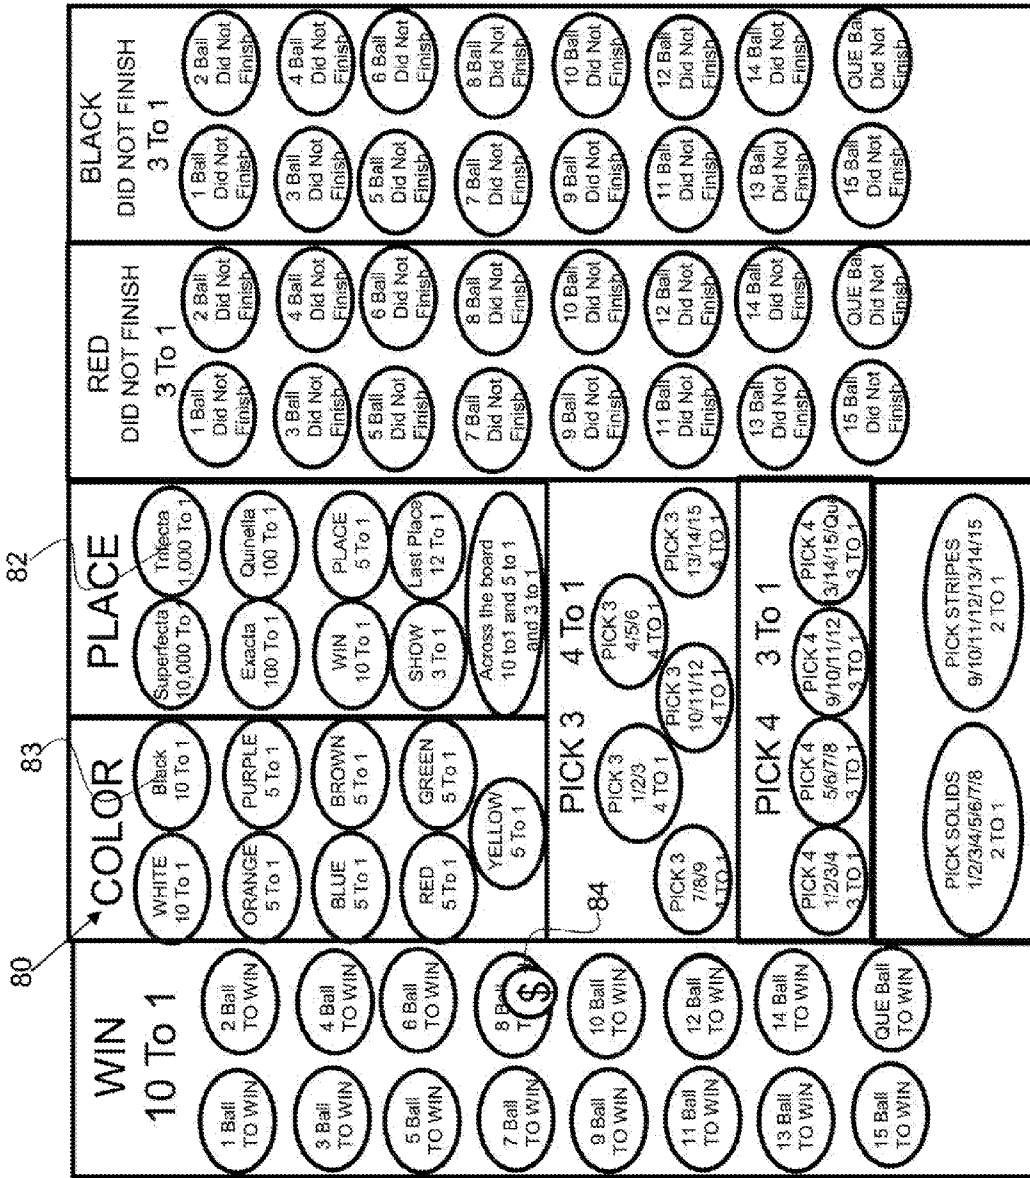 80
83
82
84
WIN
10 To 1
1 Ball
TO WIN
2 Ball
TO WIN
3 Ball
TO WIN
4 Ball
TO WIN
5 Ball
TO WIN
6 Ball
TO WIN
7 Ball
TO WIN
8 Ball
$
9 Ball
TO WIN
10 Ball
TO WIN
11 Ball
TO WIN
12 Ball
TO WIN
13 Ball
TO WIN
14 Ball
TO WIN
15 Ball
TO WIN
QUE Ball
TO WIN
COLOR
WHITE
10 To 1
Black
10 To 1
ORANGE
5 To 1
PURPLE
5 To 1
BLUE
5 To 1
BROWN
5 To 1
RED
5 To 1
GREEN
5 To 1
YELLOW
5 To 1
PLACE
Superfecta
10,000 To 1
Trifecta
1,000 To 1
Exacta
100 To 1
Quinella
100 To 1
WIN
10 To 1
PLACE
5 To 1
SHOW
3 To 1
Last Place
12 To 1
Across the board
10 to1 and 5 to 1
and 3 to 1
PICK 3 4 To 1
PICK 3
1/2/3
4 TO 1
PICK 3
4/5/6
4 TO 1
PICK 3
7/8/9
4 TO 1
PICK 3
10/11/12
4 TO 1
PICK 3
13/14/15
4 TO 1
PICK 4 3 To 1
PICK 4
1/2/3/4
3 TO 1
PICK 4
5/6/7/8
3 TO 1
PICK 4
9/10/11/12
3 TO 1
PICK 4
3/14/15/Que
3 TO 1
PICK SOLIDS
1/2/3/4/5/6/7/8
2 TO 1
PICK STRIPES
9/10/11/12/13/14/15
2 TO 1
RED
DID NOT FINISH
3 To 1
1 Ball
Did Not
Finish
2 Ball
Did Not
Finish
3 Ball
Did Not
Finish
4 Ball
Did Not
Finish
5 Ball
Did Not
Finish
6 Ball
Did Not
Finish
7 Ball
Did Not
Finish
8 Ball
Did Not
Finish
9 Ball
Did Not
Finish
10 Ball
Did Not
Finish
11 Ball
Did Not
Finish
12 Ball
Did Not
Finish
13 Ball
Did Not
Finish
14 Ball
Did Not
Finish
15 Ball
Did Not
Finish
QUE Ball
Did Not
Finish
BLACK
DID NOT FINISH
3 To 1
1 Ball
Did Not
Finish
2 Ball
Did Not
Finish
3 Ball
Did Not
Finish
4 Ball
Did Not
Finish
5 Ball
Did Not
Finish
6 Ball
Did Not
Finish
7 Ball
Did Not
Finish
8 Ball
Did Not
Finish
9 Ball
Did Not
Finish
10 Ball
Did Not
Finish
11 Ball
Did Not
Finish
12 Ball
Did Not
Finish
13 Ball
Did Not
Finish
14 Ball
Did Not
Finish
15 Ball
Did Not
Finish
QUE Ball
Did Not
Finish